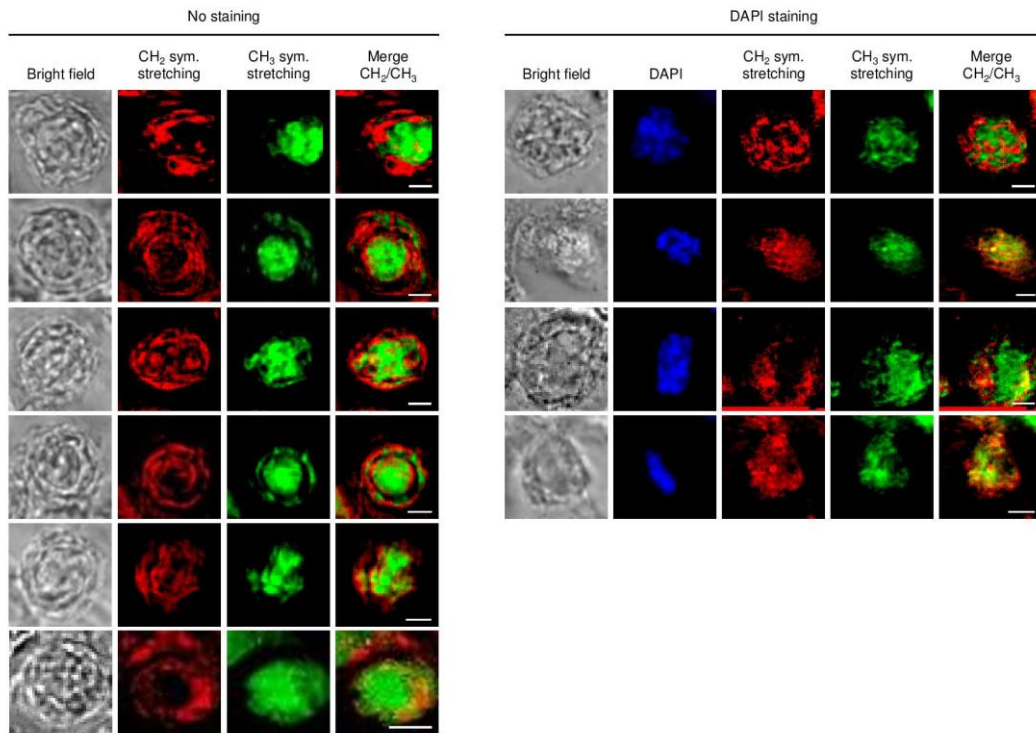 No staining
Bright field
CH₂ sym.
stretching
CH₃ sym.
stretching
Merge
CH₂/CH₃
DAPI staining
Bright field
DAPI
CH₂ sym.
stretching
CH₃ sym.
stretching
Merge
CH₂/CH₃